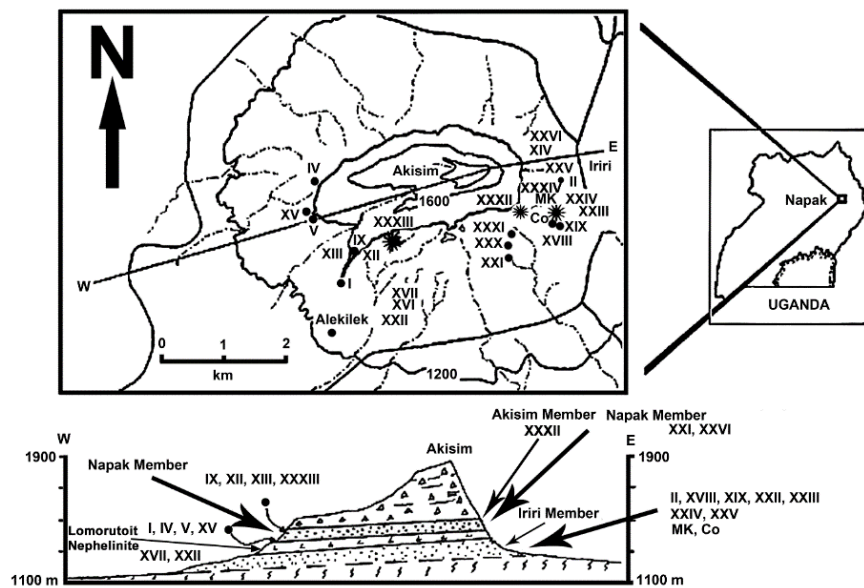 N
XXVI
XIV
E
Iriri
XXV
II
Akisim
IV
XXXIV
MK
XXIV
XXXII
1600
XXIII
XV
V
XXXIII
Co
XIX
XVIII
XXXI
IX
XIII
XII
XXX
XXI
W
I
XVII
XVI
XXII
Alekilek
0 1 2
km
1200
Napak
UGANDA
Akisim Member
XXXII
Napak Member
XXI, XXVI
W
Akisim
E
1900
Napak Member
IX, XII, XIII, XXXIII
1900
Iriri Member
II, XVIII, XIX, XXII, XXIII
XXIV, XXV
MK, Co
Lomorutoit
Nephelinite
I, IV, V, XV
XVII, XXII
1100 m
1100 m